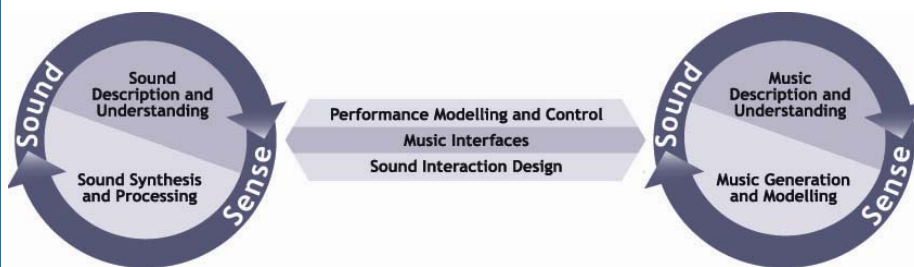 Sound
Sound
Description and
Understanding
Sound Synthesis
and Processing
Sense
Performance Modelling and Control
Music Interfaces
Sound Interaction Design
Sound
Music
Description and
Understanding
Music Generation
and Modelling
Sense